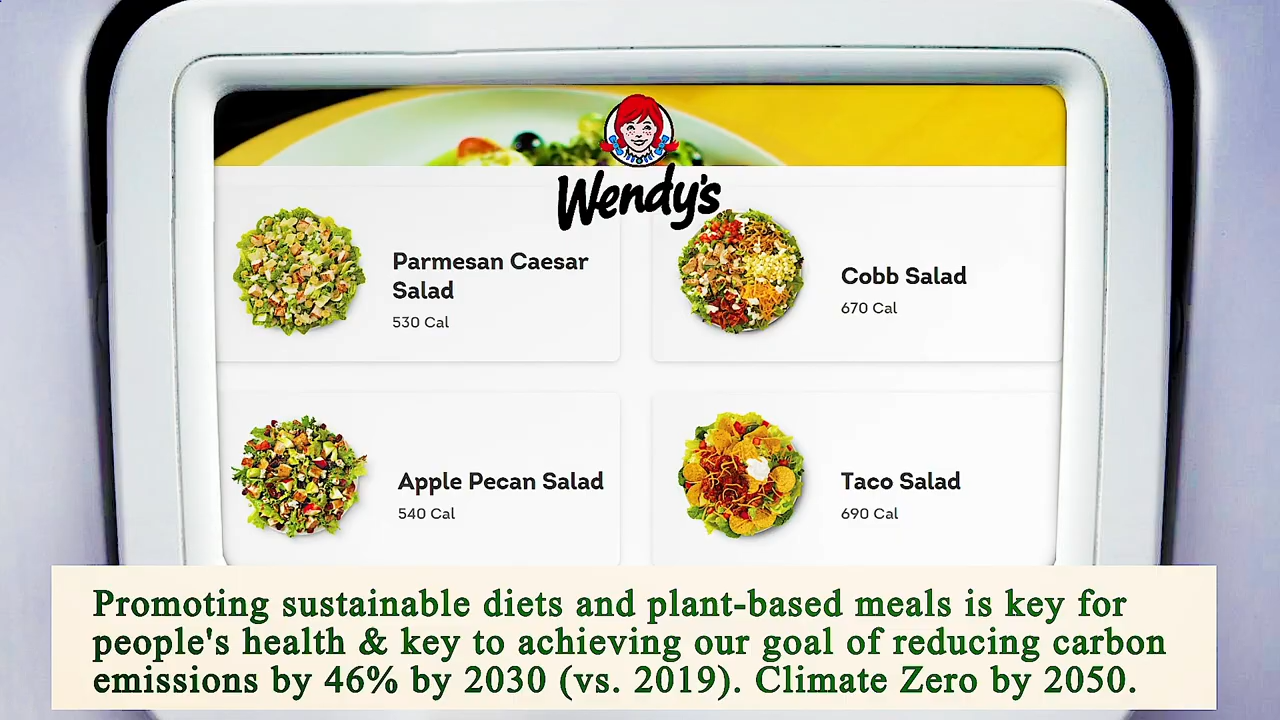 Wendy's
Parmesan Caesar
Salad
530 Cal
Cobb Salad
670 Cal
Apple Pecan Salad
540 Cal
Taco Salad
690 Cal
Promoting sustainable diets and plant-based meals is key for
people's health & key to achieving our goal of reducing carbon
emissions by 46% by 2030 (vs. 2019). Climate Zero by 2050.